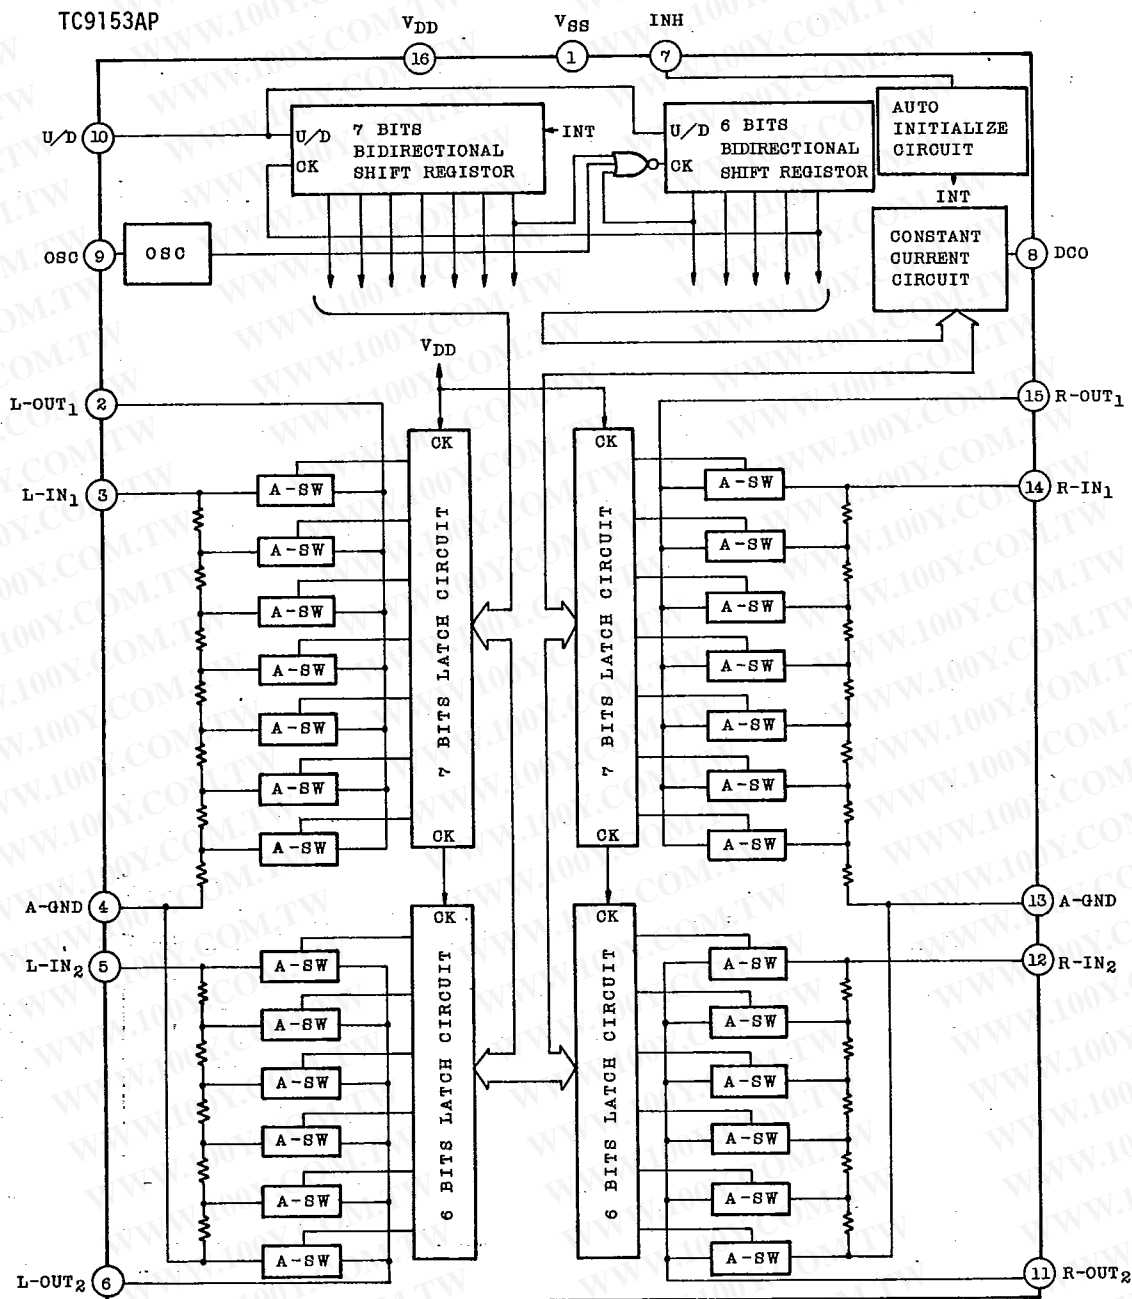 TC9153AP
VDD
VSS
INH
16
1
7
U/D
10
U/D
CK
7 BITS
BIDIRECTIONAL
SHIFT REGISTOR
INT
U/D
CK
6 BITS
BIDIRECTIONAL
SHIFT REGISTOR
AUTO
INITIALIZE
CIRCUIT
INT
OSC
9
OSC
CONSTANT
CURRENT
CIRCUIT
8
DCO
VDD
L-OUT1
2
15
R-OUT1
CK
CK
L-IN1
3
14
R-IN1
A-SW
A-SW
A-SW
A-SW
A-SW
A-SW
A-SW
7 BITS LATCH CIRCUIT
7 BITS LATCH CIRCUIT
A-SW
A-SW
A-SW
A-SW
A-SW
A-SW
A-SW
CK
CK
A-GND
4
13
A-GND
CK
CK
L-IN2
5
12
R-IN2
A-SW
A-SW
A-SW
A-SW
A-SW
A-SW
6 BITS LATCH CIRCUIT
6 BITS LATCH CIRCUIT
A-SW
A-SW
A-SW
A-SW
A-SW
A-SW
L-OUT2
6
11
R-OUT2
WWW.100Y.COM.TW